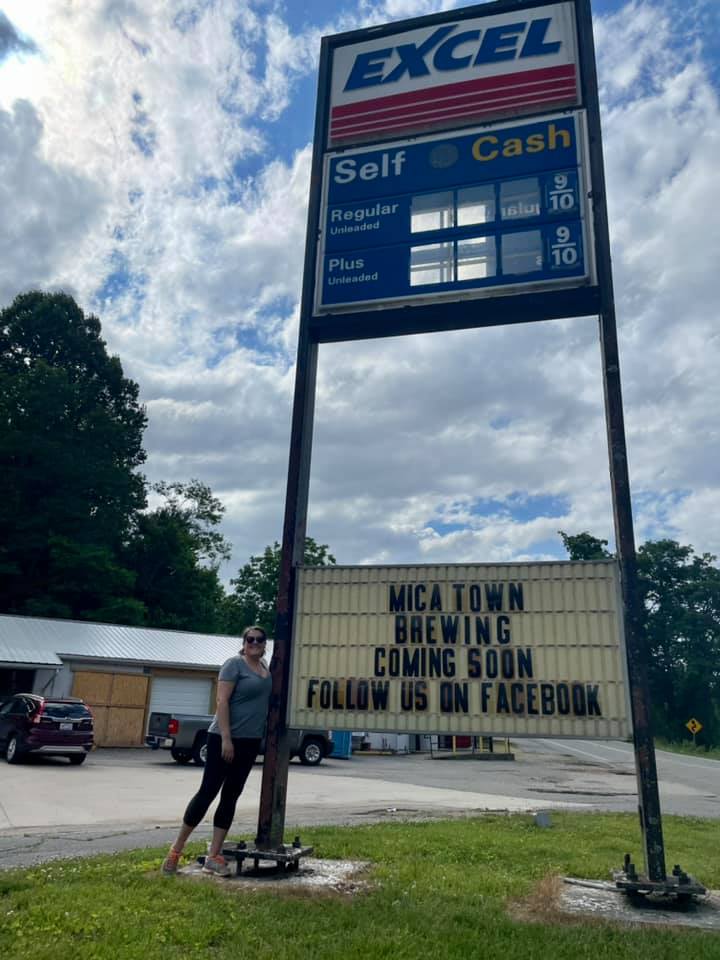 EXCEL
Self Cash
Regular 9/10
Unleaded
Plus 9/10
Unleaded
MICA TOWN
BREWING
COMING SOON
FOLLOW US ON FACEBOOK